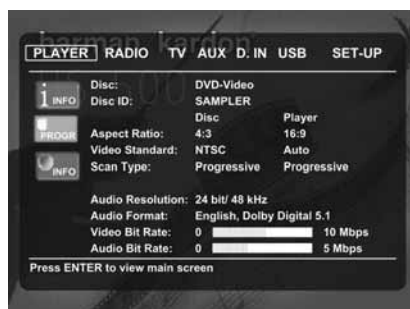 harman kardon
PLAYER RADIO TV AUX D. IN USB SET-UP
Disc: DVD-Video
1 INFO Disc ID: SAMPLER
Disc Player
PROGR Aspect Ratio: 4:3 16:9
Video Standard: NTSC Auto
INFO Scan Type: Progressive Progressive
Audio Resolution: 24 bit/ 48 kHz
Audio Format: English, Dolby Digital 5.1
Video Bit Rate: 0 10 Mbps
Audio Bit Rate: 0 5 Mbps
Press ENTER to view main screen